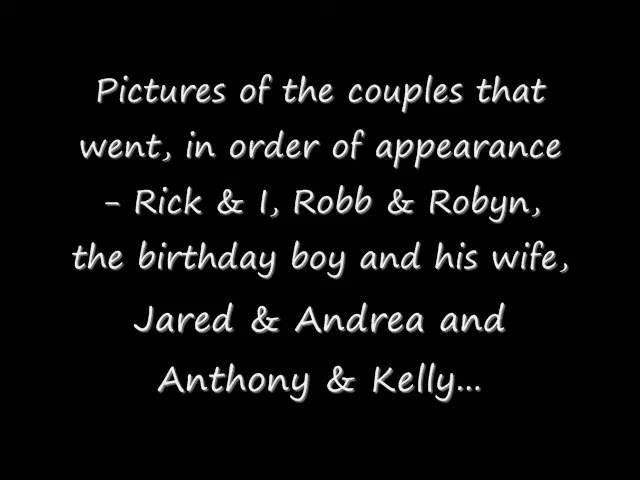 Pictures of the couples that
went, in order of appearance
- Rick & I, Robb & Robyn,
the birthday boy and his wife,
Jared & Andrea and
Anthony & Kelly...